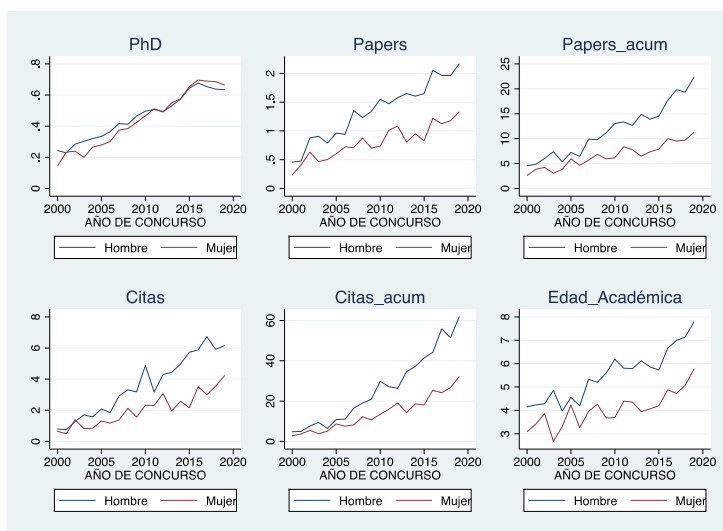 PhD
.8
.6
.4
.2
0
2000 2005 2010 2015 2020
AÑO DE CONCURSO
Hombre Mujer
Papers
2
1.5
1
.5
0
2000 2005 2010 2015 2020
AÑO DE CONCURSO
Hombre Mujer
Papers_acum
25
20
15
10
5
0
2000 2005 2010 2015 2020
AÑO DE CONCURSO
Hombre Mujer
Citas
8
6
4
2
0
2000 2005 2010 2015 2020
AÑO DE CONCURSO
Hombre Mujer
Citas_acum
60
40
20
0
2000 2005 2010 2015 2020
AÑO DE CONCURSO
Hombre Mujer
Edad_Académica
8
7
6
5
4
3
2000 2005 2010 2015 2020
AÑO DE CONCURSO
Hombre Mujer